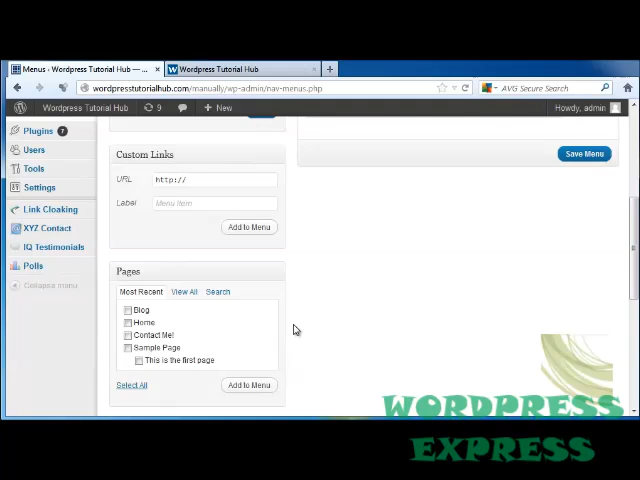 Menus ‹ Wordpress Tutorial Hub — ...
Wordpress Tutorial Hub
wordpresstutorialhub.com/manually/wp-admin/nav-menus.php
AVG Secure Search
Wordpress Tutorial Hub
9
New
Howdy, admin
Plugins 7
Users
Tools
Settings
Link Cloaking
XYZ Contact
IQ Testimonials
Polls
Collapse menu
Save Menu
Custom Links
URL
http://
Label
Menu Item
Add to Menu
Pages
Most Recent
View All
Search
Blog
Home
Contact Me!
Sample Page
This is the first page
Select All
Add to Menu
WORDPRESS
EXPRESS